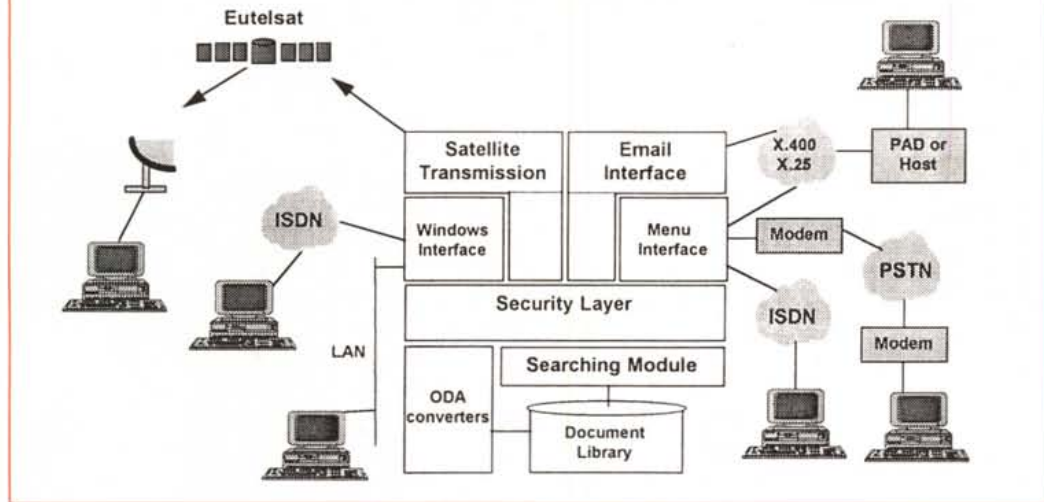 Eutelsat
Satellite
Transmission
Email
Interface
X.400
X.25
PAD or
Host
ISDN
Windows
Interface
Menu
Interface
Modem
PSTN
Security Layer
ISDN
Modem
LAN
Searching Module
ODA
converters
Document
Library